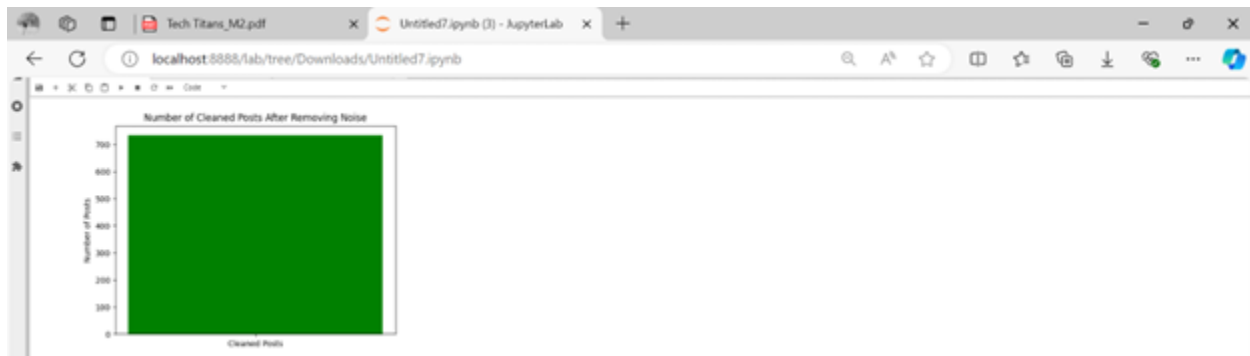 Tech Titans_M2.pdf
Untitled7.ipynb (3) - JupyterLab
localhost:8888/lab/tree/Downloads/Untitled7.ipynb
Code
Number of Cleaned Posts After Removing Noise
Number of Posts
700
600
500
400
300
200
100
0
Cleaned Posts